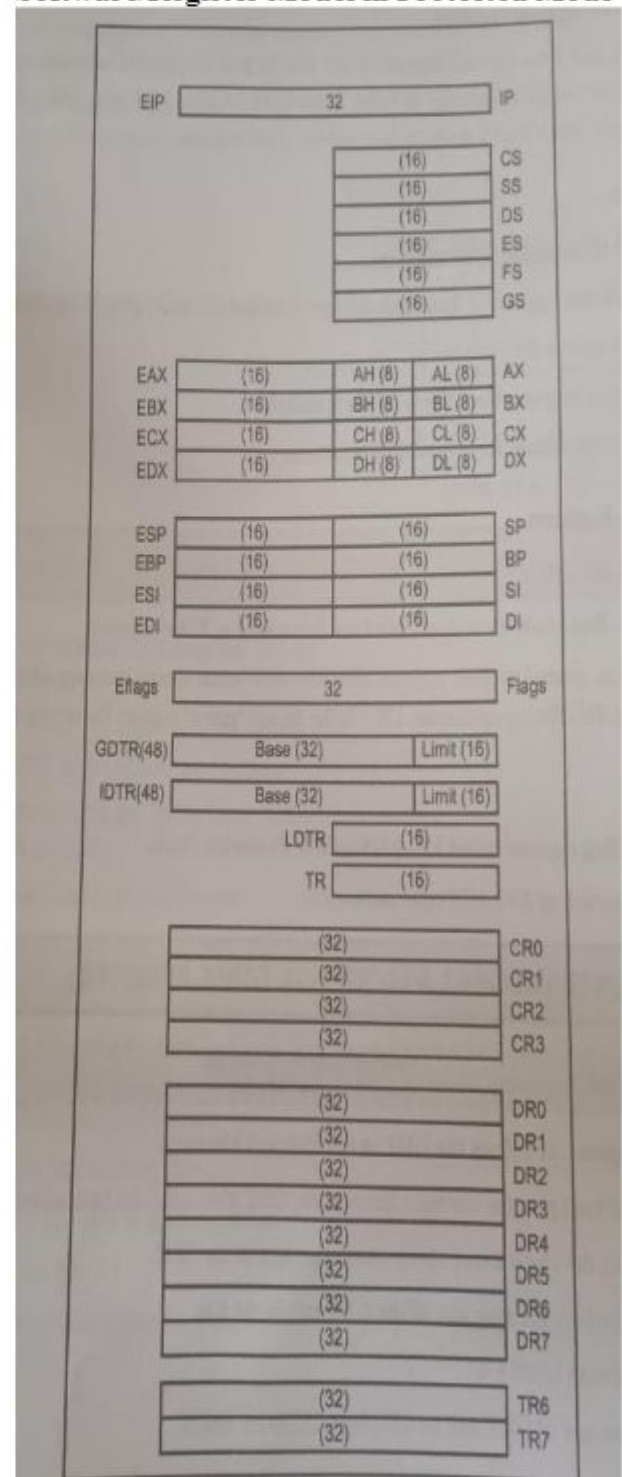 EIP 32 IP
(16) CS
(16) SS
(16) DS
(16) ES
(16) FS
(16) GS
EAX (16) AH (8) AL (8) AX
EBX (16) BH (8) BL (8) BX
ECX (16) CH (8) CL (8) CX
EDX (16) DH (8) DL (8) DX
ESP (16) (16) SP
EBP (16) (16) BP
ESI (16) (16) SI
EDI (16) (16) DI
Eflags 32 Flags
GDTR(48) Base (32) Limit (16)
IDTR(48) Base (32) Limit (16)
LDTR (16)
TR (16)
(32) CR0
(32) CR1
(32) CR2
(32) CR3
(32) DR0
(32) DR1
(32) DR2
(32) DR3
(32) DR4
(32) DR5
(32) DR6
(32) DR7
(32) TR6
(32) TR7